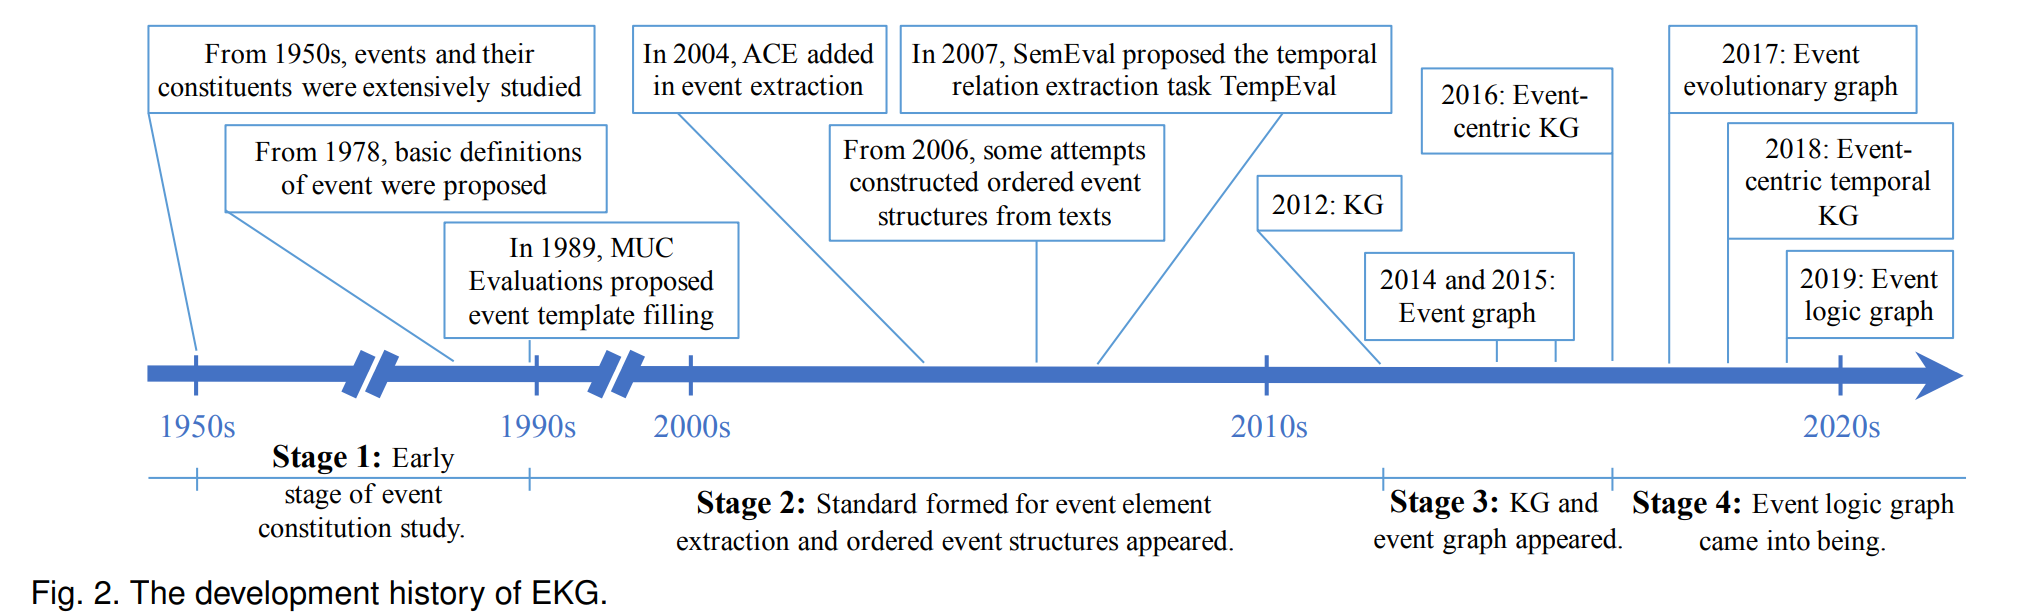 From 1950s, events and their
constituents were extensively studied
From 1978, basic definitions
of event were proposed
In 1989, MUC
Evaluations proposed
event template filling
In 2004, ACE added
in event extraction
In 2007, SemEval proposed the temporal
relation extraction task TempEval
From 2006, some attempts
constructed ordered event
structures from texts
2012: KG
2014 and 2015:
Event graph
2016: Event-
centric KG
2017: Event
evolutionary graph
2018: Event-
centric temporal
KG
2019: Event
logic graph
1950s
1990s
2000s
2010s
2020s
Stage 1: Early
stage of event
constitution study.
Stage 2: Standard formed for event element
extraction and ordered event structures appeared.
Stage 3: KG and
event graph appeared.
Stage 4: Event logic graph
came into being.
Fig. 2. The development history of EKG.